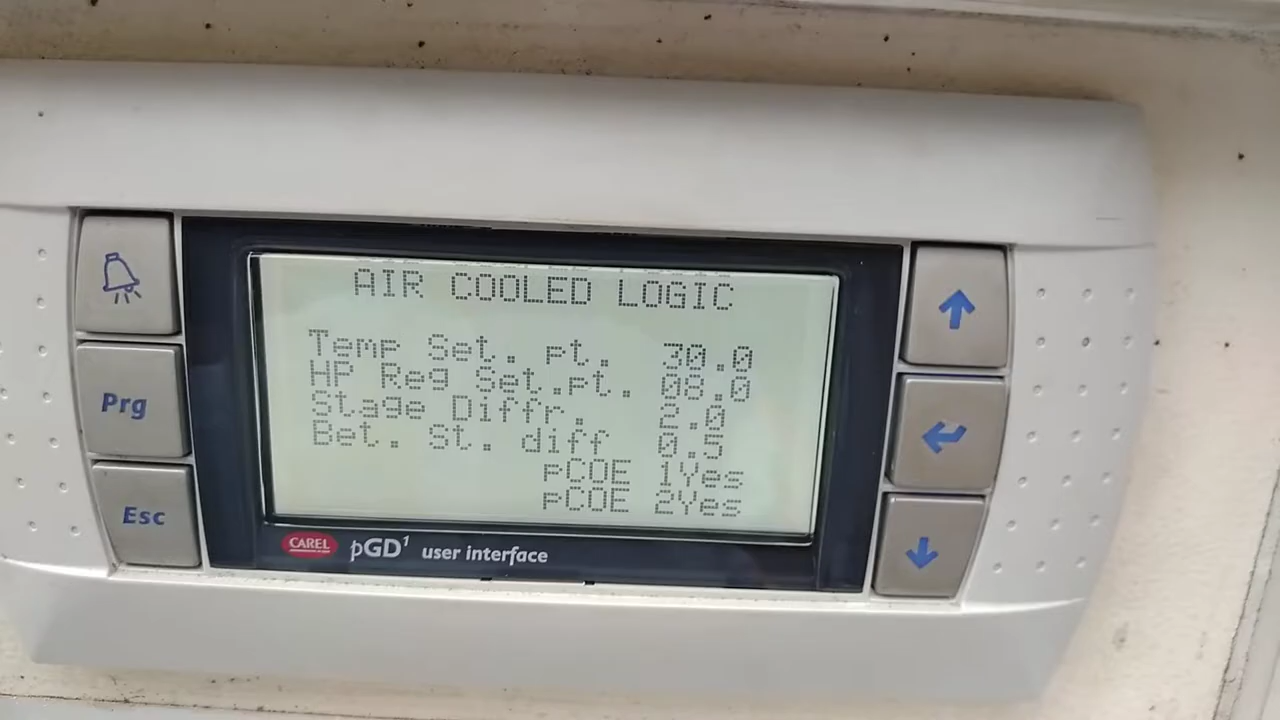 AIR COOLED LOGIC
Temp Set. pt. 30.0
HP Reg Set.pt. 08.0
Stage Diffr. 2.0
Bet. St. diff 0.5
pCOE 1Yes
pCOE 2Yes
Prg
Esc
CAREL pGD1 user interface